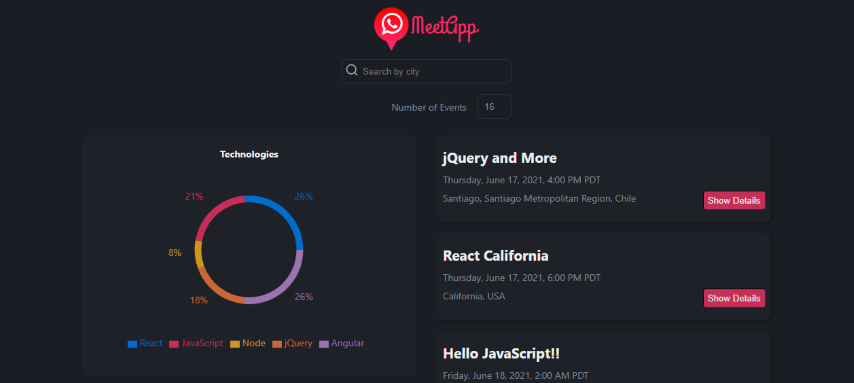 MeetApp
Search by city
Number of Events 16
Technologies
21% 26%
8%
18% 26%
React JavaScript Node jQuery Angular
jQuery and More
Thursday, June 17, 2021, 4:00 PM PDT
Santiago, Santiago Metropolitan Region, Chile
Show Details
React California
Thursday, June 17, 2021, 6:00 PM PDT
California, USA
Show Details
Hello JavaScript!!
Friday, June 18, 2021, 2:00 AM PDT